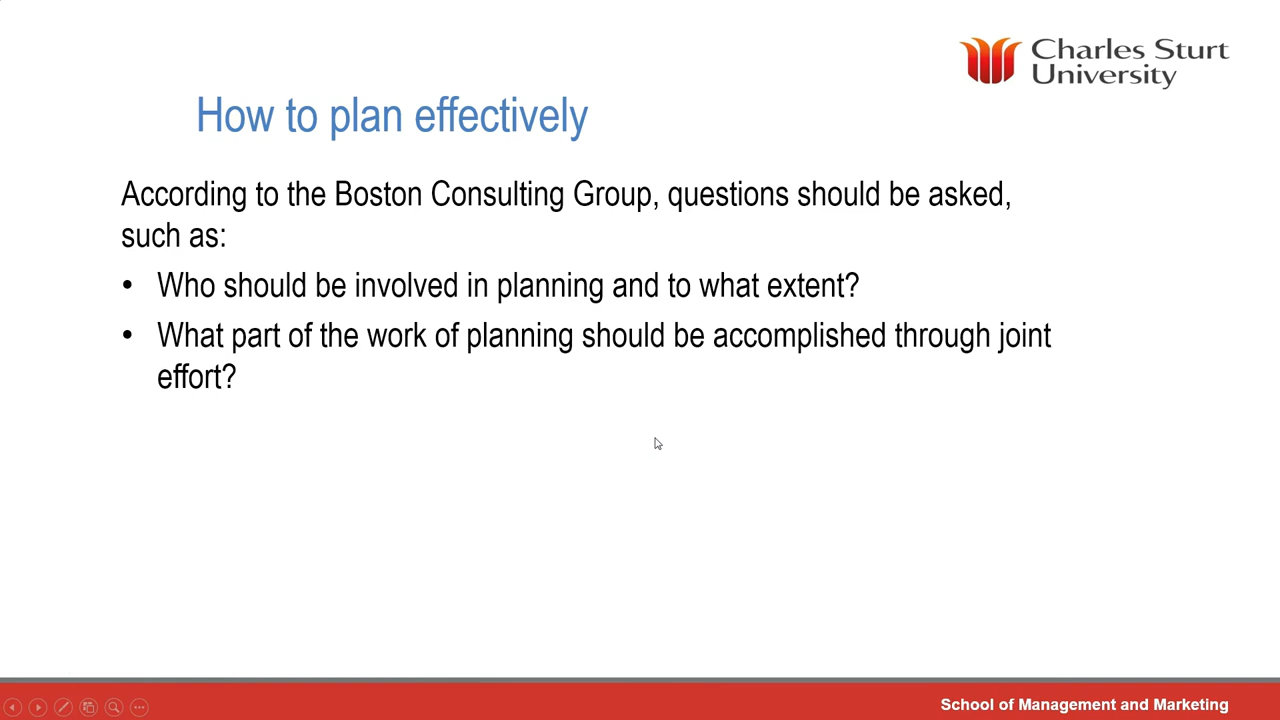 Charles Sturt
University
How to plan effectively
According to the Boston Consulting Group, questions should be asked,
such as:
• Who should be involved in planning and to what extent?
• What part of the work of planning should be accomplished through joint
effort?
School of Management and Marketing